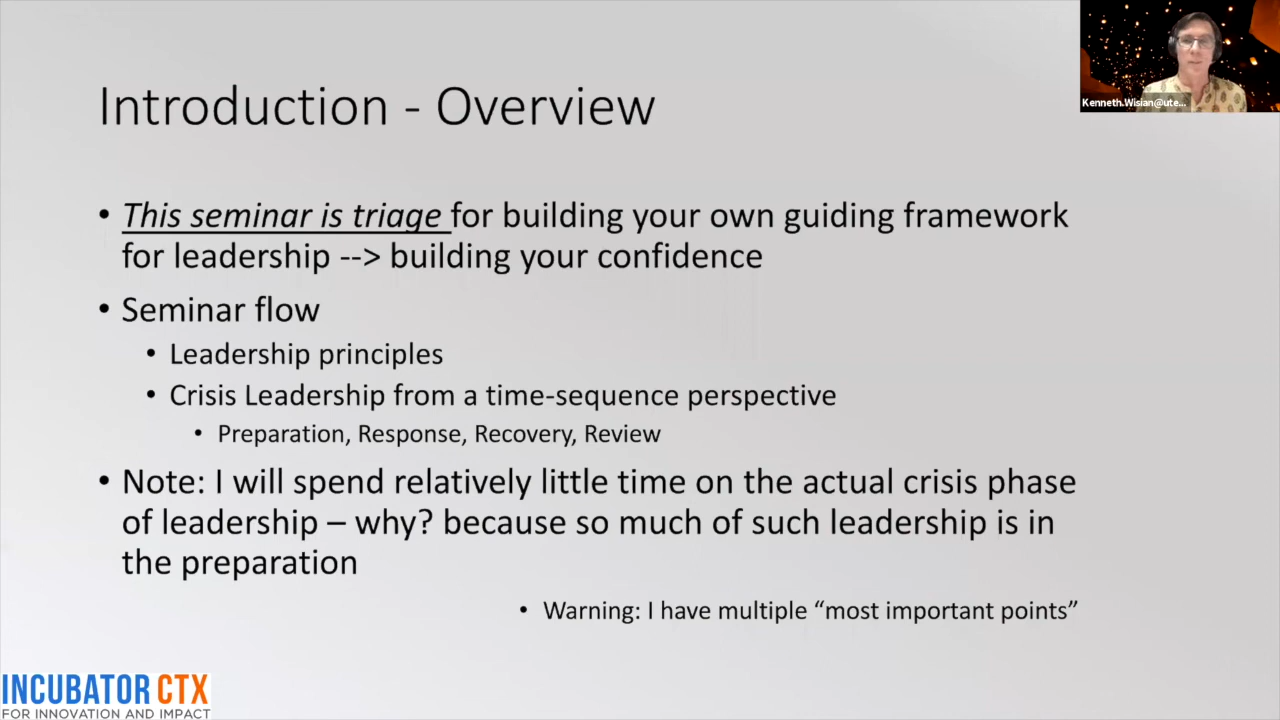 Kenneth.Wisian@ute...
Introduction - Overview
• This seminar is triage for building your own guiding framework
for leadership --> building your confidence
• Seminar flow
• Leadership principles
• Crisis Leadership from a time-sequence perspective
• Preparation, Response, Recovery, Review
• Note: I will spend relatively little time on the actual crisis phase
of leadership – why? because so much of such leadership is in
the preparation
• Warning: I have multiple “most important points”
INCUBATOR CTX
FOR INNOVATION AND IMPACT